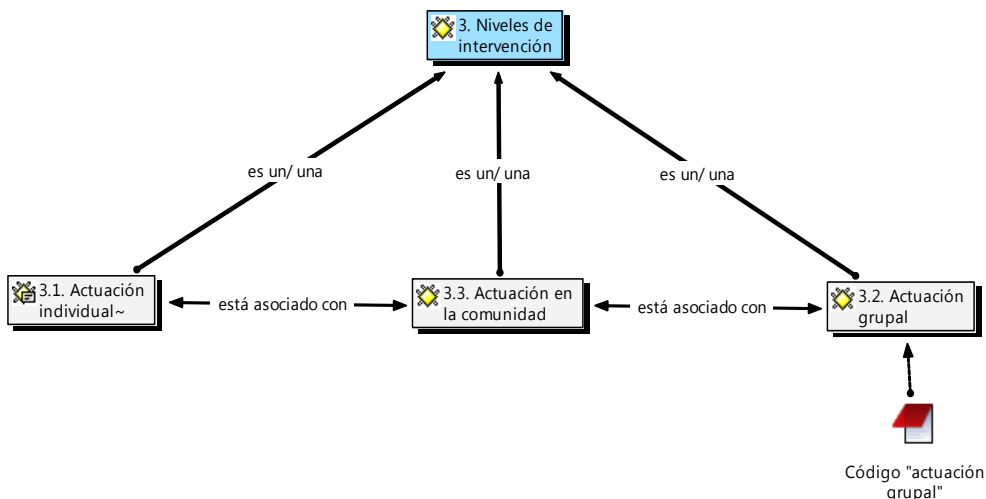 3. Niveles de
intervención
es un/ una
es un/ una
es un/ una
3.1. Actuación
individual~
está asociado con
3.3. Actuación en
la comunidad
está asociado con
3.2. Actuación
grupal
Código "actuación
grupal"